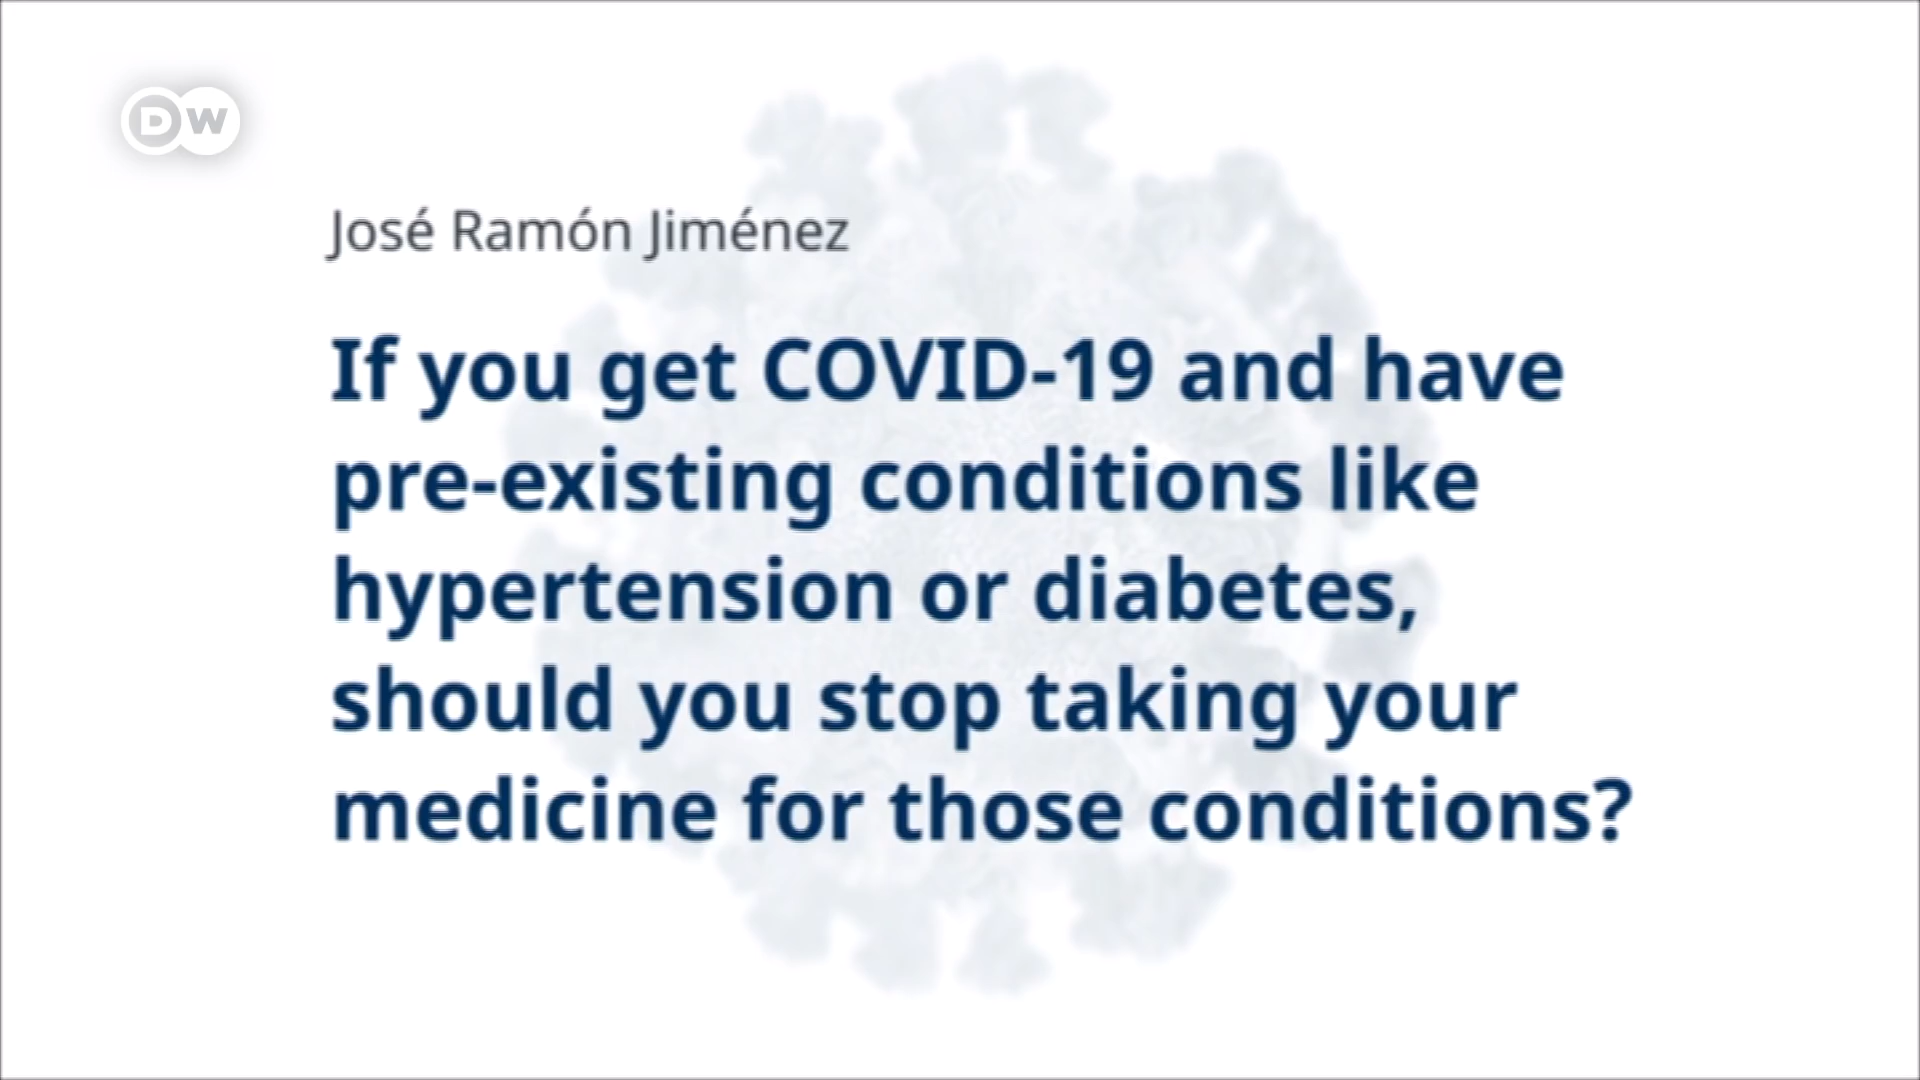 DW
José Ramón Jiménez
If you get COVID-19 and have
pre-existing conditions like
hypertension or diabetes,
should you stop taking your
medicine for those conditions?